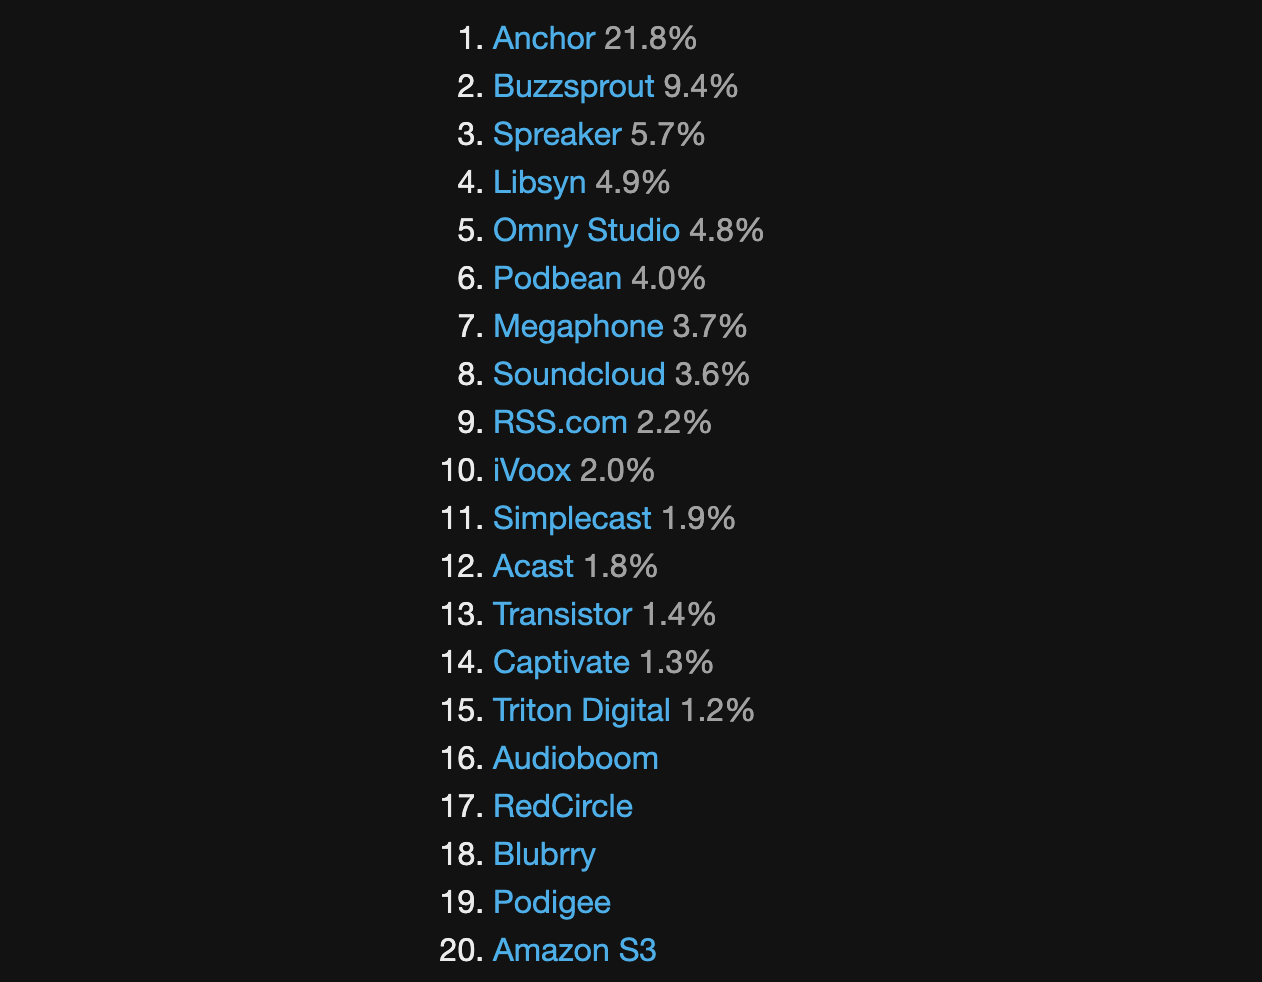 1. Anchor 21.8%
2. Buzzsprout 9.4%
3. Spreaker 5.7%
4. Libsyn 4.9%
5. Omny Studio 4.8%
6. Podbean 4.0%
7. Megaphone 3.7%
8. Soundcloud 3.6%
9. RSS.com 2.2%
10. iVoox 2.0%
11. Simplecast 1.9%
12. Acast 1.8%
13. Transistor 1.4%
14. Captivate 1.3%
15. Triton Digital 1.2%
16. Audioboom
17. RedCircle
18. Blubrry
19. Podigee
20. Amazon S3